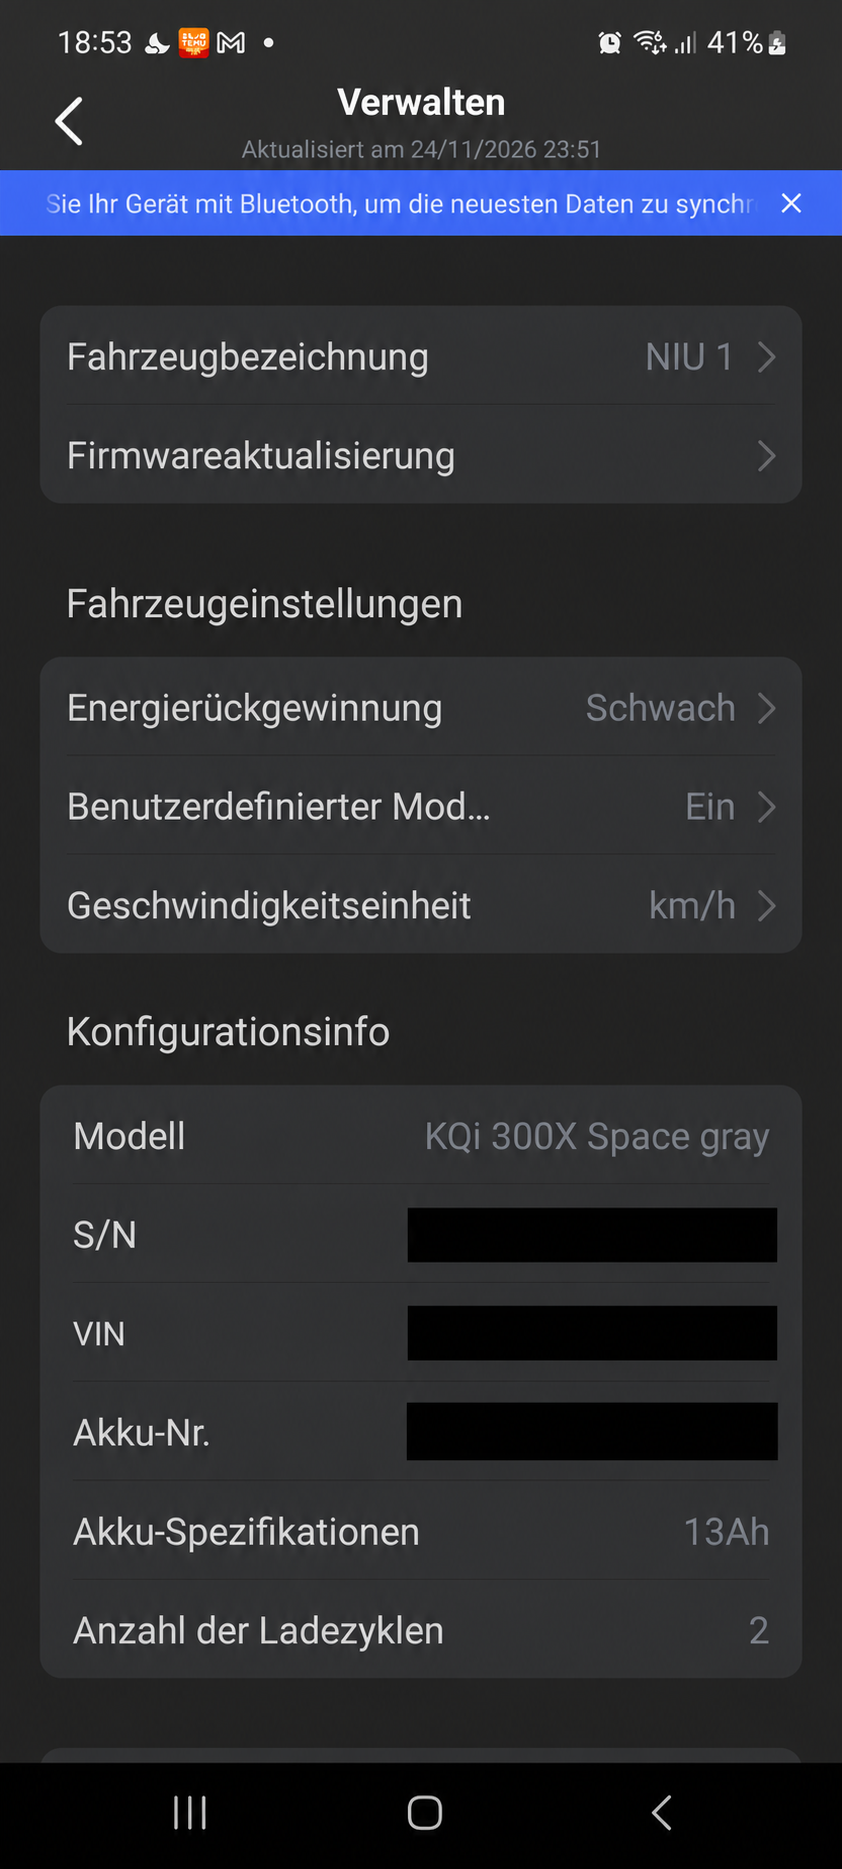 18:53
TEMU
41%
Verwalten
Aktualisiert am 24/11/2026 23:51
Sie Ihr Gerät mit Bluetooth, um die neuesten Daten zu synchr
Fahrzeugbezeichnung NIU 1
Firmwareaktualisierung
Fahrzeugeinstellungen
Energierückgewinnung Schwach
Benutzerdefinierter Mod... Ein
Geschwindigkeitseinheit km/h
Konfigurationsinfo
Modell KQi 300X Space gray
S/N
VIN
Akku-Nr.
Akku-Spezifikationen 13Ah
Anzahl der Ladezyklen 2